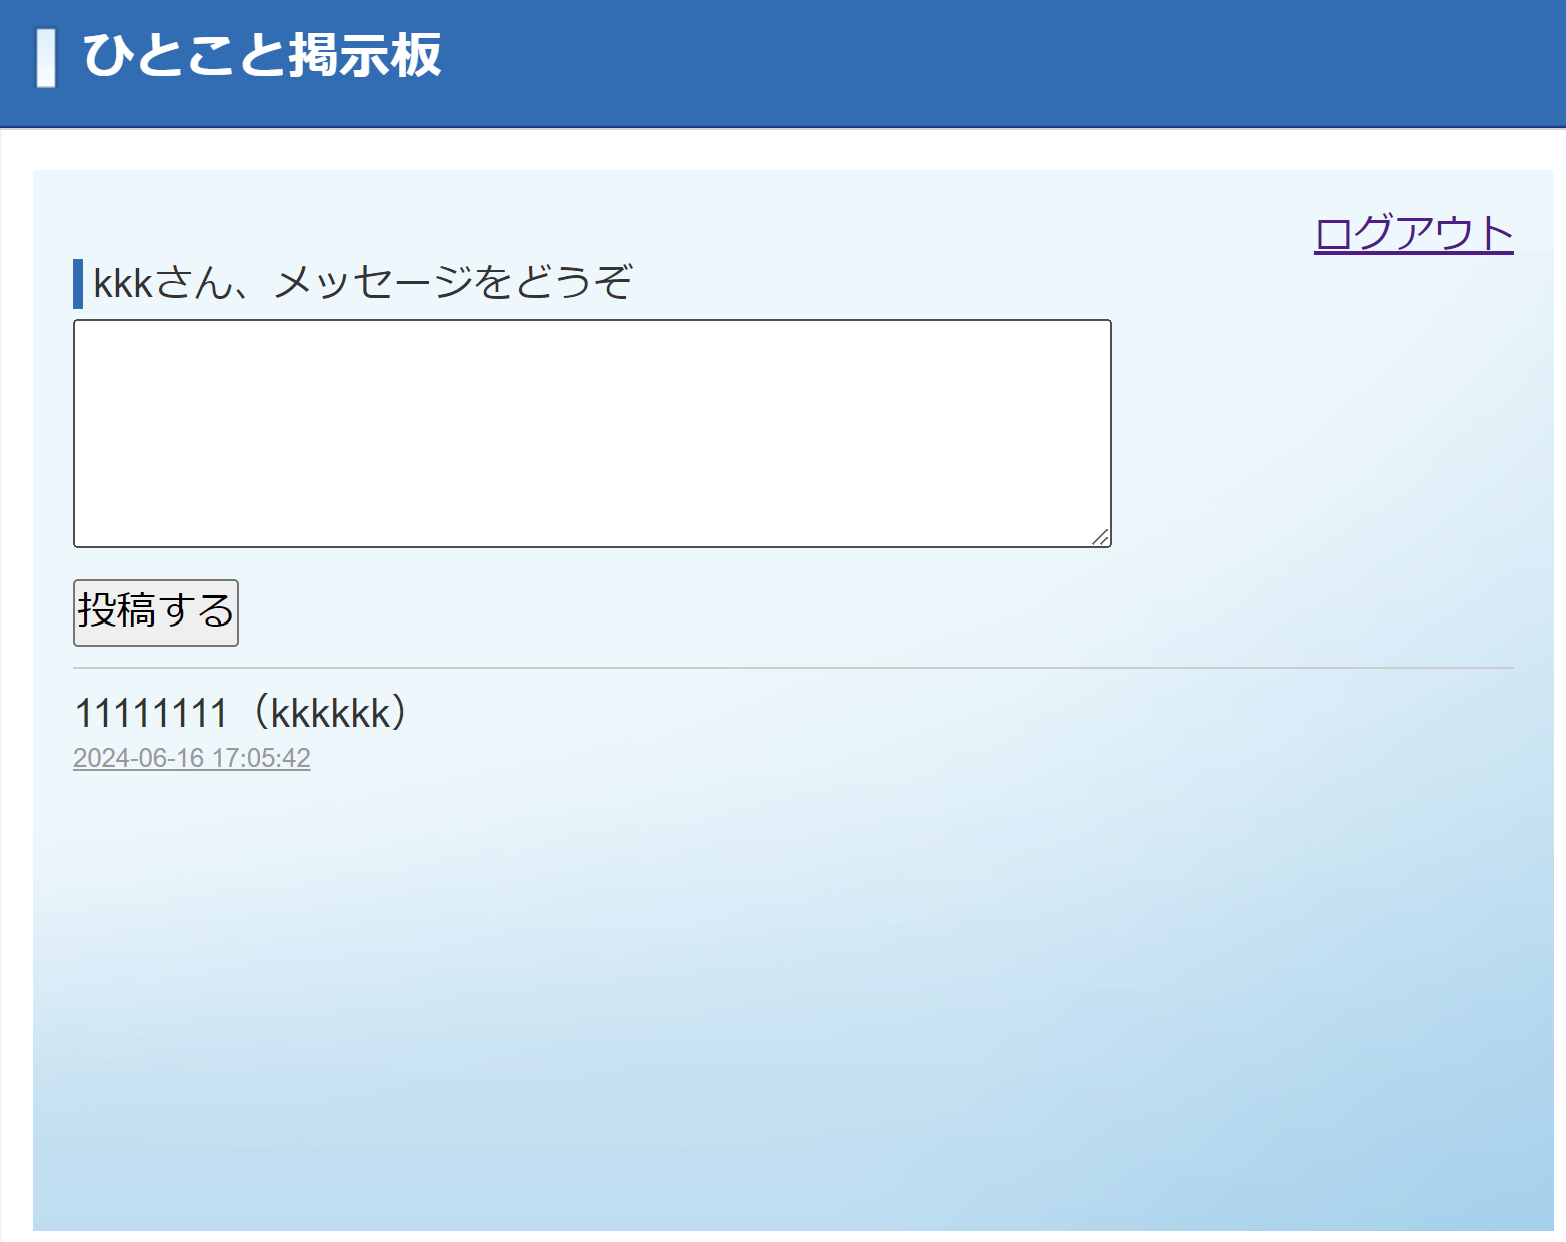 ひとこと掲示板
ログアウト
kkkさん、メッセージをどうぞ
投稿する
11111111（kkkkkk）
2024-06-16 17:05:42